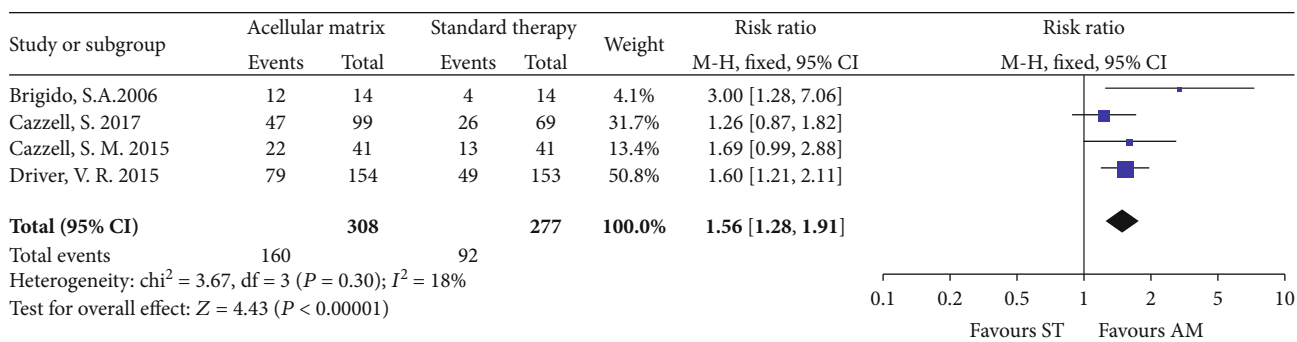 Study or subgroup Acellular matrix Standard therapy Weight Risk ratio Risk ratio
Events Total Events Total M-H, fixed, 95% CI M-H, fixed, 95% CI
Brigido, S.A.2006 12 14 4 14 4.1% 3.00 [1.28, 7.06]
Cazzell, S. 2017 47 99 26 69 31.7% 1.26 [0.87, 1.82]
Cazzell, S. M. 2015 22 41 13 41 13.4% 1.69 [0.99, 2.88]
Driver, V. R. 2015 79 154 49 153 50.8% 1.60 [1.21, 2.11]
Total (95% CI) 308 277 100.0% 1.56 [1.28, 1.91]
Total events 160 92
Heterogeneity: chi² = 3.67, df = 3 (P = 0.30); I² = 18%
Test for overall effect: Z = 4.43 (P < 0.00001)
0.1 0.2 0.5 1 2 5 10
Favours ST Favours AM